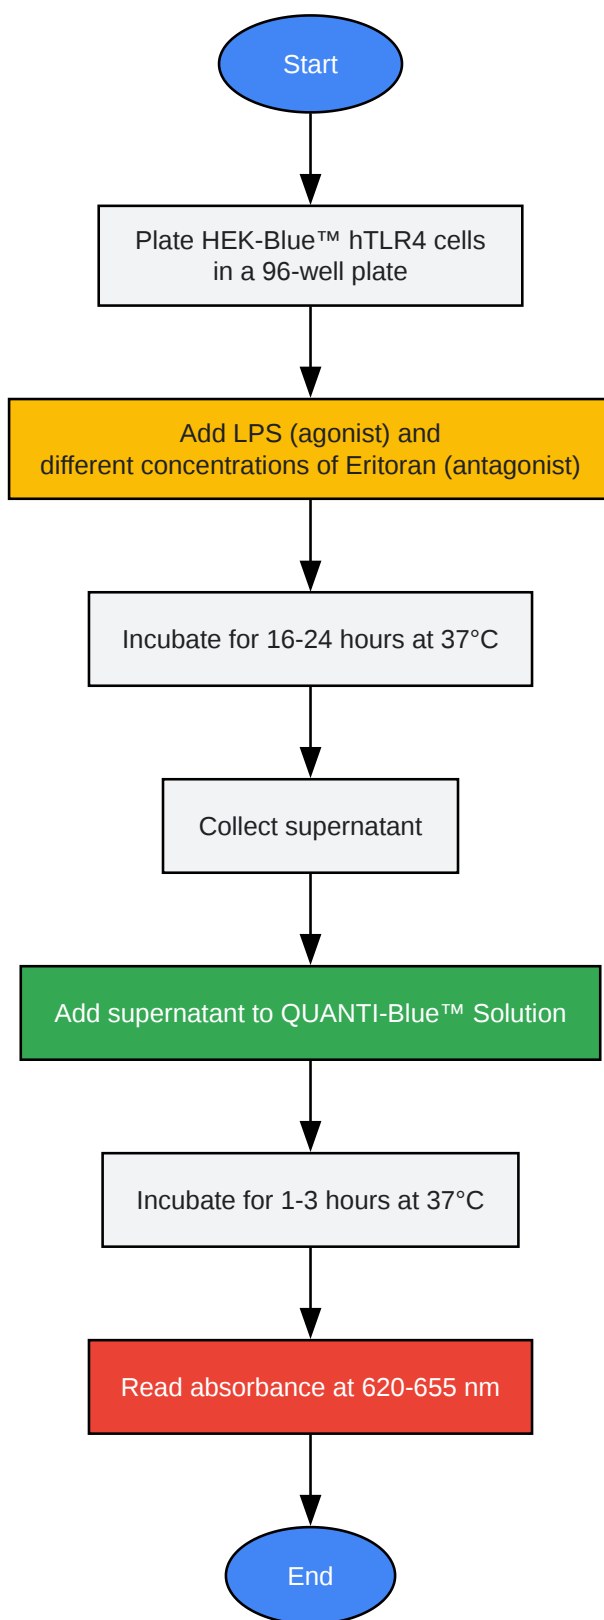 Start
Plate HEK-Blue™ hTLR4 cells
in a 96-well plate
Add LPS (agonist) and
different concentrations of Eritoran (antagonist)
Incubate for 16-24 hours at 37°C
Collect supernatant
Add supernatant to QUANTI-Blue™ Solution
Incubate for 1-3 hours at 37°C
Read absorbance at 620-655 nm
End